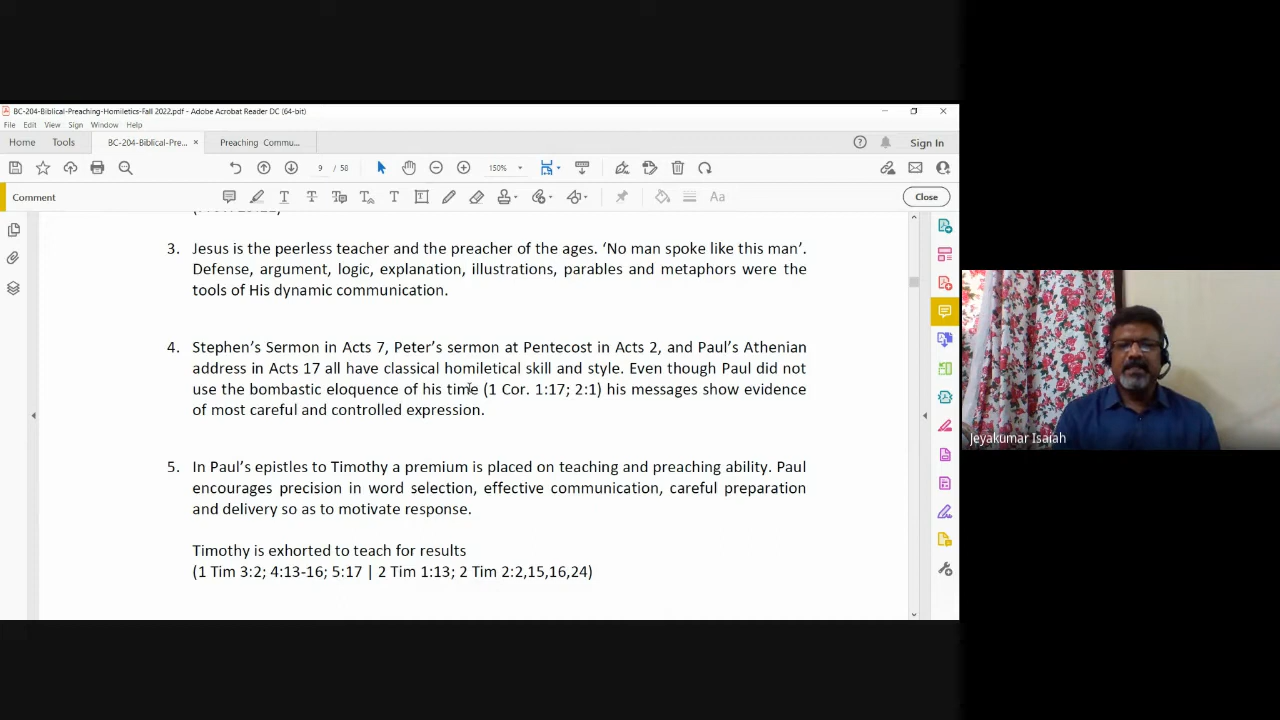 BC-204-Biblical-Preaching-Homiletics-Fall 2022.pdf - Adobe Acrobat Reader DC (64-bit)
File Edit View Sign Window Help
Home Tools BC-204-Biblical-Pre... × Preaching Commu... Sign In
9 / 58 150%
Comment Close
3. Jesus is the peerless teacher and the preacher of the ages. ‘No man spoke like this man’.
Defense, argument, logic, explanation, illustrations, parables and metaphors were the
tools of His dynamic communication.
4. Stephen’s Sermon in Acts 7, Peter’s sermon at Pentecost in Acts 2, and Paul’s Athenian
address in Acts 17 all have classical homiletical skill and style. Even though Paul did not
use the bombastic eloquence of his time (1 Cor. 1:17; 2:1) his messages show evidence
of most careful and controlled expression.
5. In Paul’s epistles to Timothy a premium is placed on teaching and preaching ability. Paul
encourages precision in word selection, effective communication, careful preparation
and delivery so as to motivate response.
Timothy is exhorted to teach for results
(1 Tim 3:2; 4:13-16; 5:17 | 2 Tim 1:13; 2 Tim 2:2,15,16,24)
Jeyakumar Isaiah